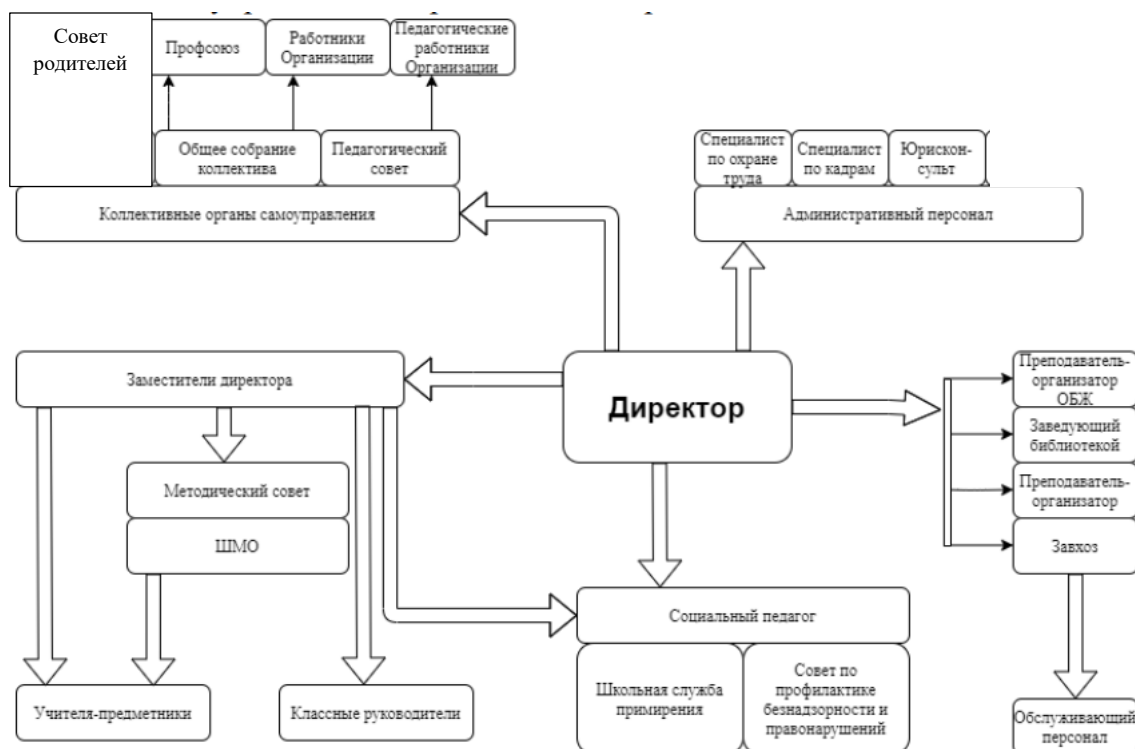 Совет
родителей
Профсоюз
Работники
Организации
Педагогические
работники
Организации
Общее собрание
коллектива
Педагогический
совет
Коллективные органы самоуправления
Специалист
по охране
труда
Специалист
по кадрам
Юрискон-
сульт
Административный персонал
Заместители директора
Директор
Преподаватель-
организатор
ОБЖ
Заведующий
библиотекой
Преподаватель-
организатор
Завхоз
Методический совет
ШМО
Социальный педагог
Школьная служба
примирения
Совет по
профилактике
безнадзорности и
правонарушений
Учителя-предметники
Классные руководители
Обслуживающий
персонал